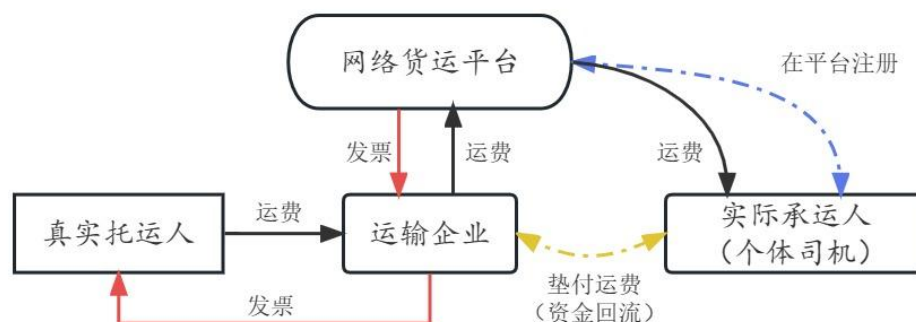 网络货运平台
在平台注册
发票
运费
运费
真实托运人
运费
运输企业
实际承运人
（个体司机）
垫付运费
（资金回流）
发票